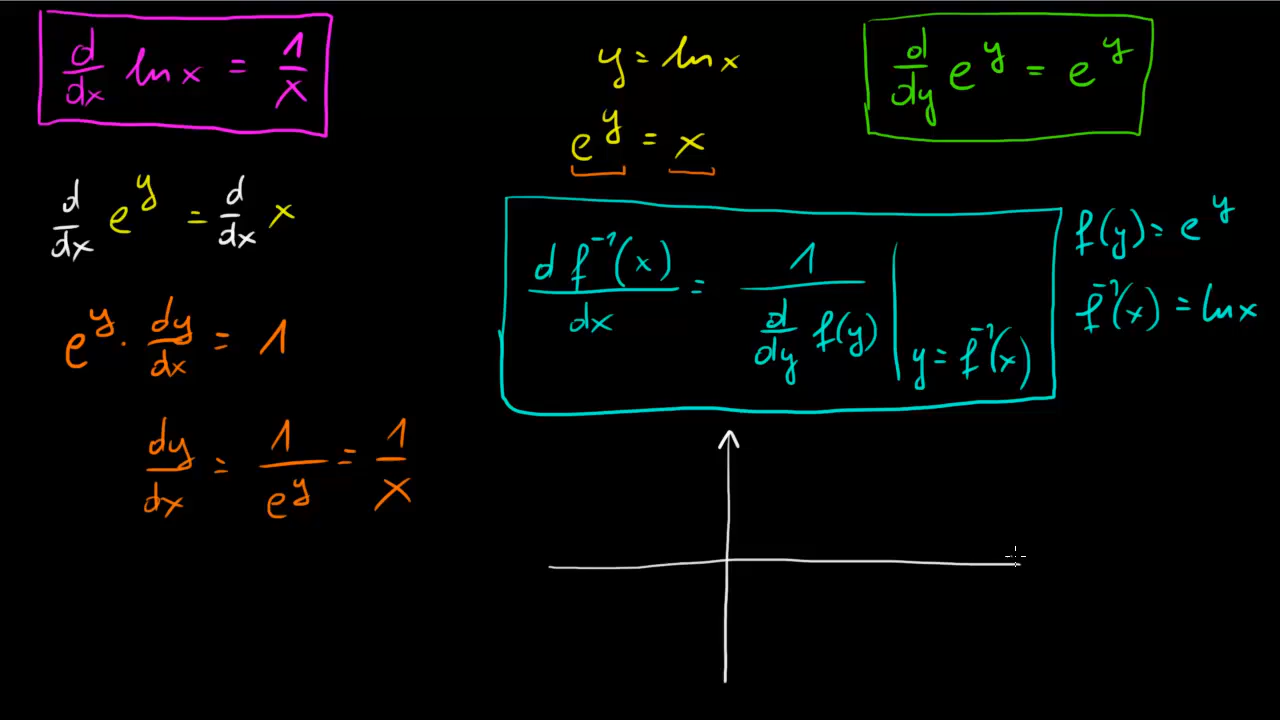 d/dx ln x = 1/x
d/dx e^y = d/dx x
e^y · dy/dx = 1
dy/dx = 1/e^y = 1/x
y = ln x
e^y = x
d/dy e^y = e^y
d f⁻¹(x)/dx = 1/(d/dy f(y)) | y = f⁻¹(x)
f(y) = e^y
f⁻¹(x) = ln x